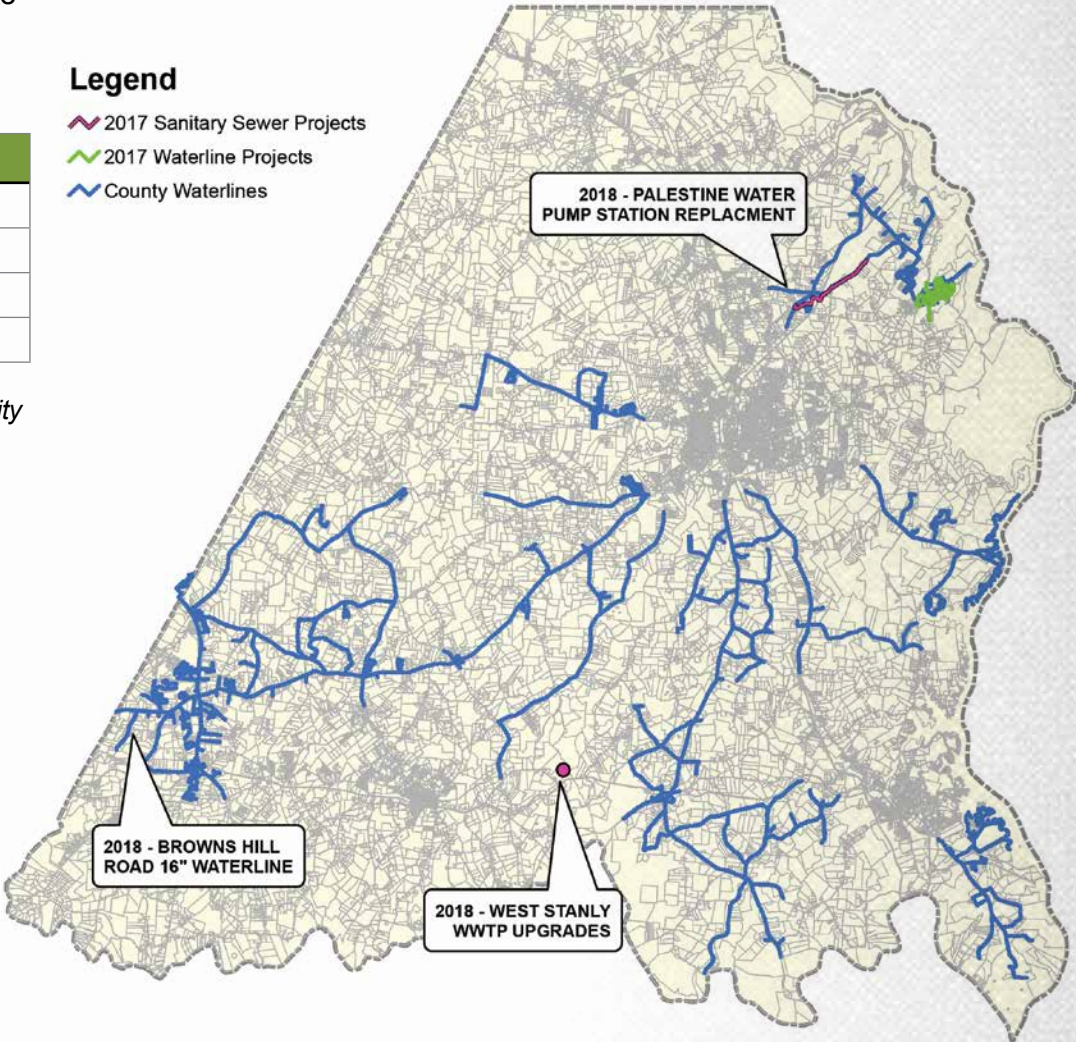 Legend
2017 Sanitary Sewer Projects
2017 Waterline Projects
County Waterlines
2018 - PALESTINE WATER
PUMP STATION REPLACMENT
ity
2018 - BROWNS HILL
ROAD 16" WATERLINE
2018 - WEST STANLY
WWTP UPGRADES